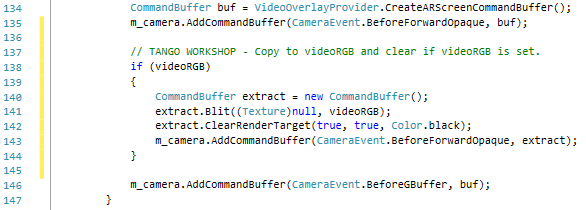 134 CommandBuffer buf = VideoOverlayProvider.CreateARScreenCommandBuffer();
135 m_camera.AddCommandBuffer(CameraEvent.BeforeForwardOpaque, buf);
136
137 // TANGO WORKSHOP - Copy to videoRGB and clear if videoRGB is set.
138 if (videoRGB)
139 {
140 CommandBuffer extract = new CommandBuffer();
141 extract.Blit((Texture)null, videoRGB);
142 extract.ClearRenderTarget(true, true, Color.black);
143 m_camera.AddCommandBuffer(CameraEvent.BeforeForwardOpaque, extract);
144 }
145
146 m_camera.AddCommandBuffer(CameraEvent.BeforeGBuffer, buf);
147 }